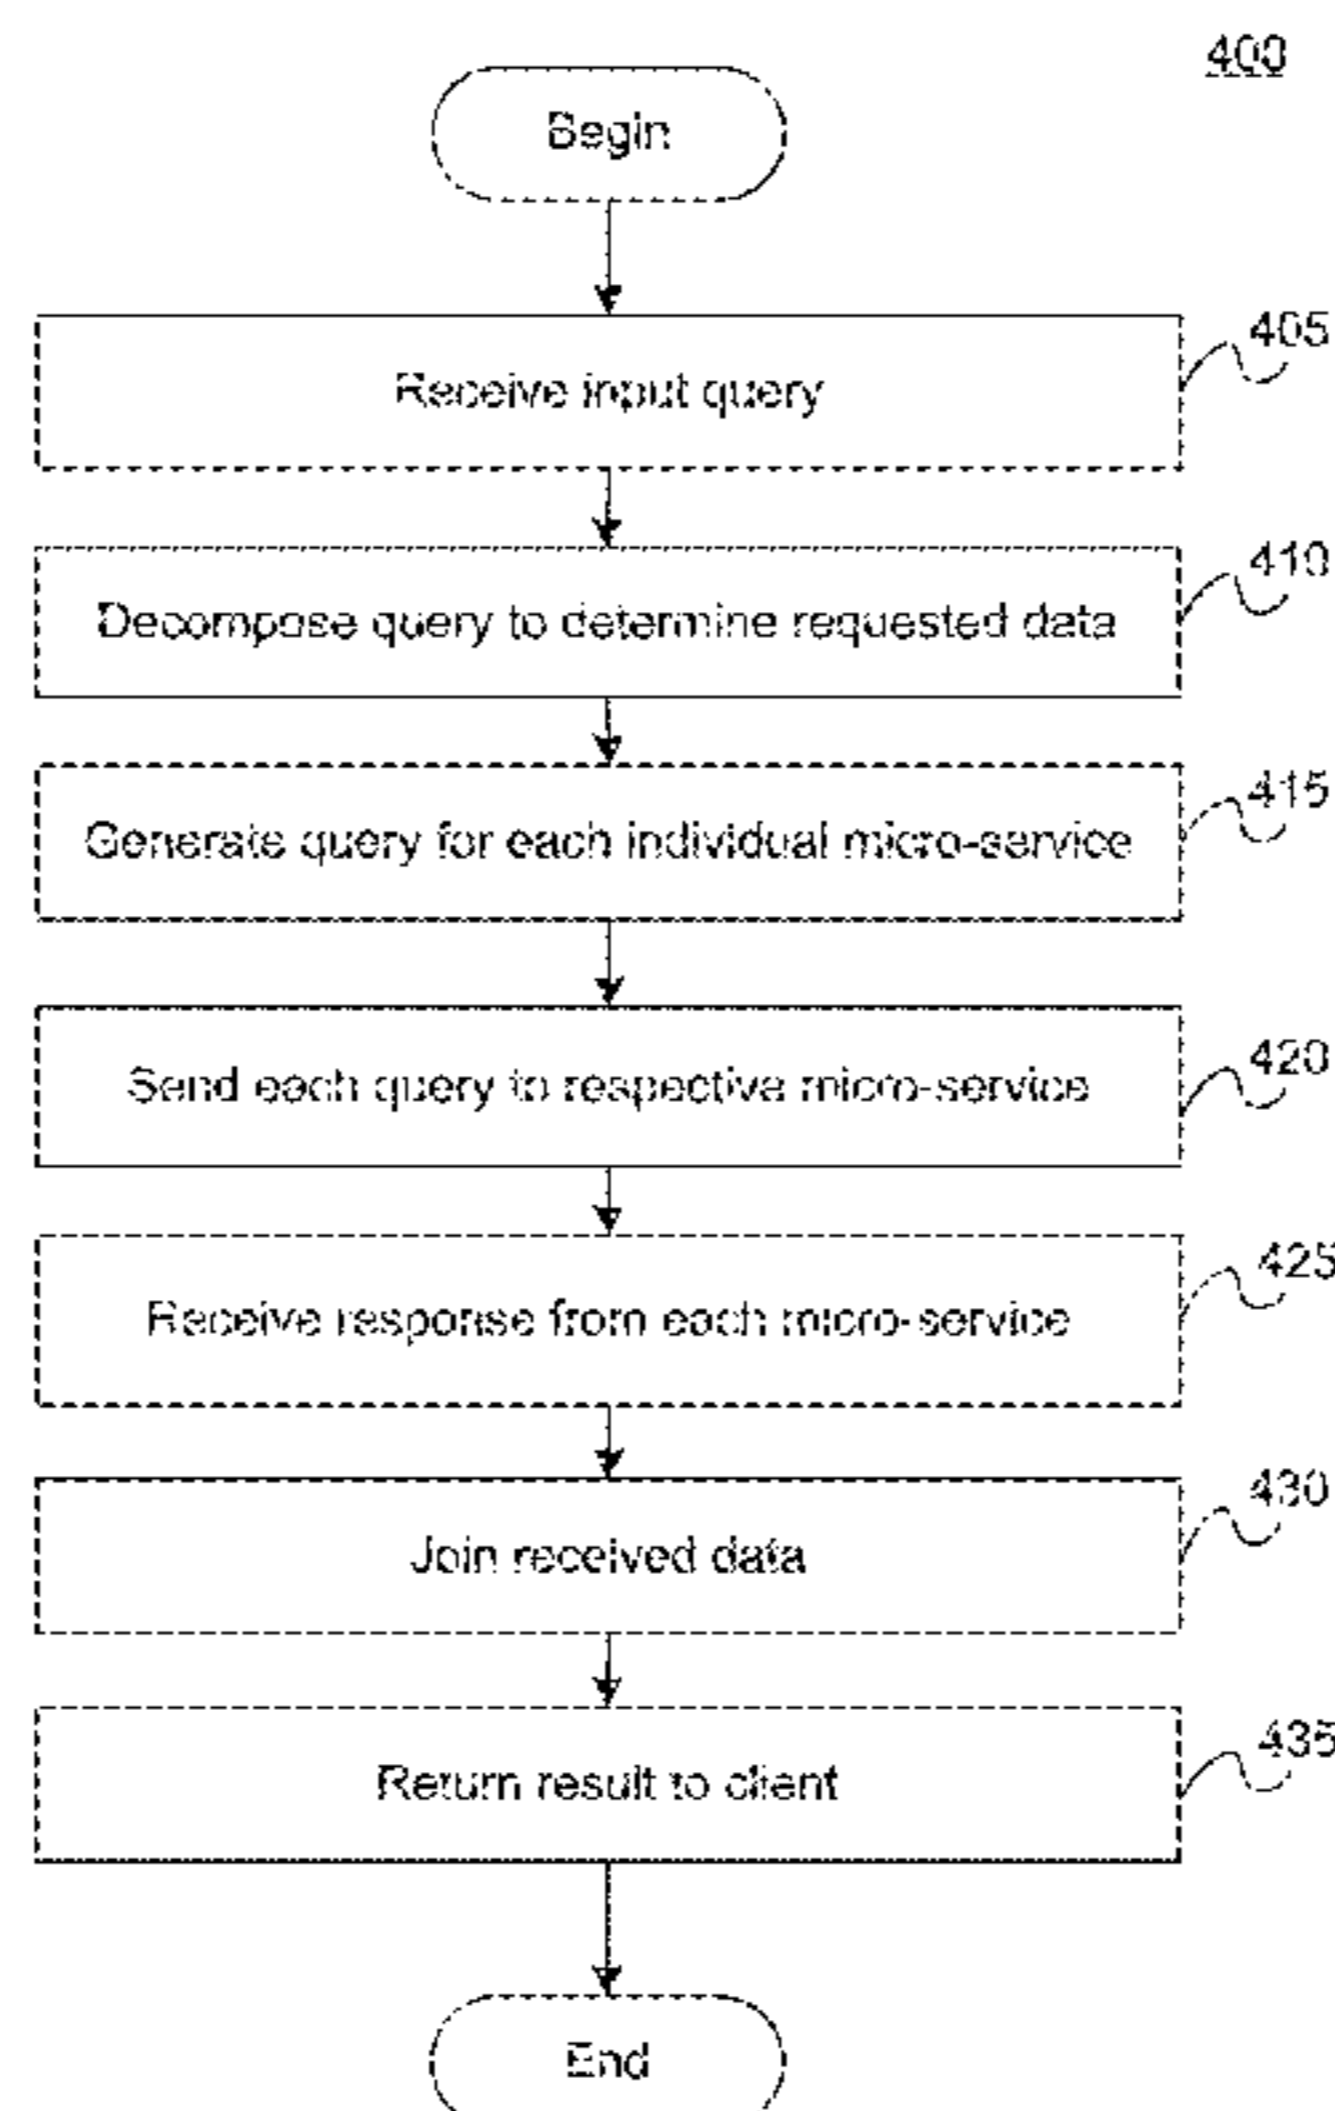 400
Begin
Receive input query
405
Decompose query to determine requested data
410
Generate query for each individual micro-service
415
Send each query to respective micro-service
420
Receive response from each micro-service
425
Join received data
430
Return result to client
435
End